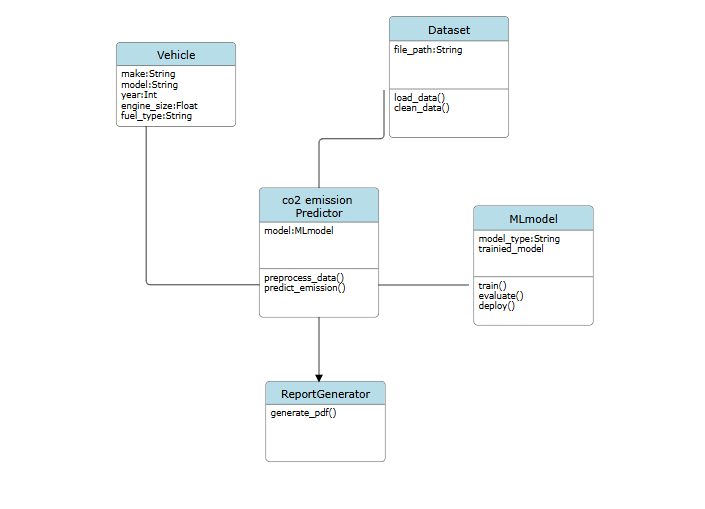 Vehicle
make:String
model:String
year:Int
engine_size:Float
fuel_type:String
Dataset
file_path:String
load_data()
clean_data()
co2 emission
Predictor
model:MLmodel
preprocess_data()
predict_emission()
MLmodel
model_type:String
trainied_model
train()
evaluate()
deploy()
ReportGenerator
generate_pdf()